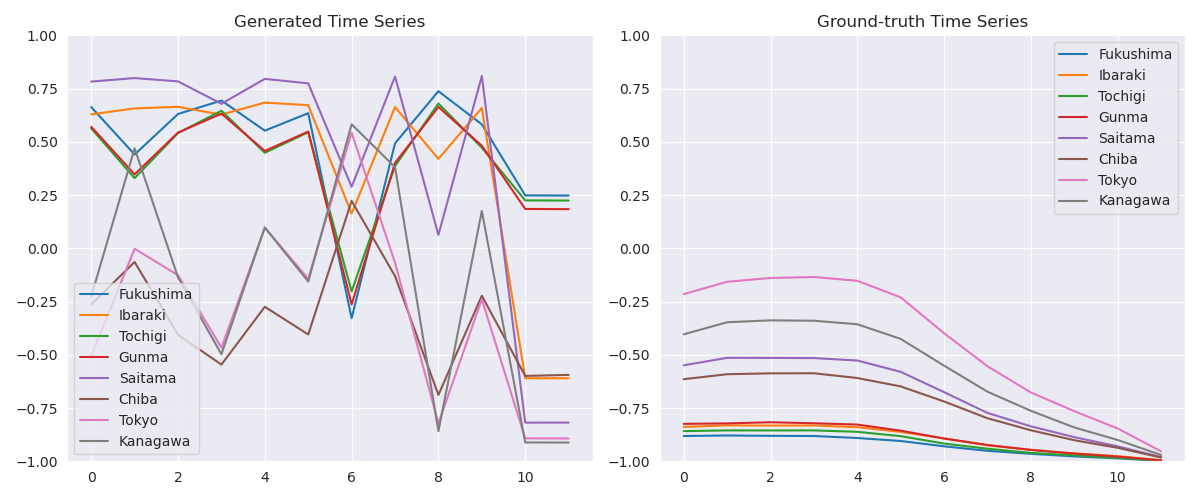 Generated Time Series
1.00
0.75
0.50
0.25
0.00
−0.25
−0.50
−0.75
−1.00
0 2 4 6 8 10
Fukushima
Ibaraki
Tochigi
Gunma
Saitama
Chiba
Tokyo
Kanagawa
Ground-truth Time Series
1.00
0.75
0.50
0.25
0.00
−0.25
−0.50
−0.75
−1.00
0 2 4 6 8 10
Fukushima
Ibaraki
Tochigi
Gunma
Saitama
Chiba
Tokyo
Kanagawa